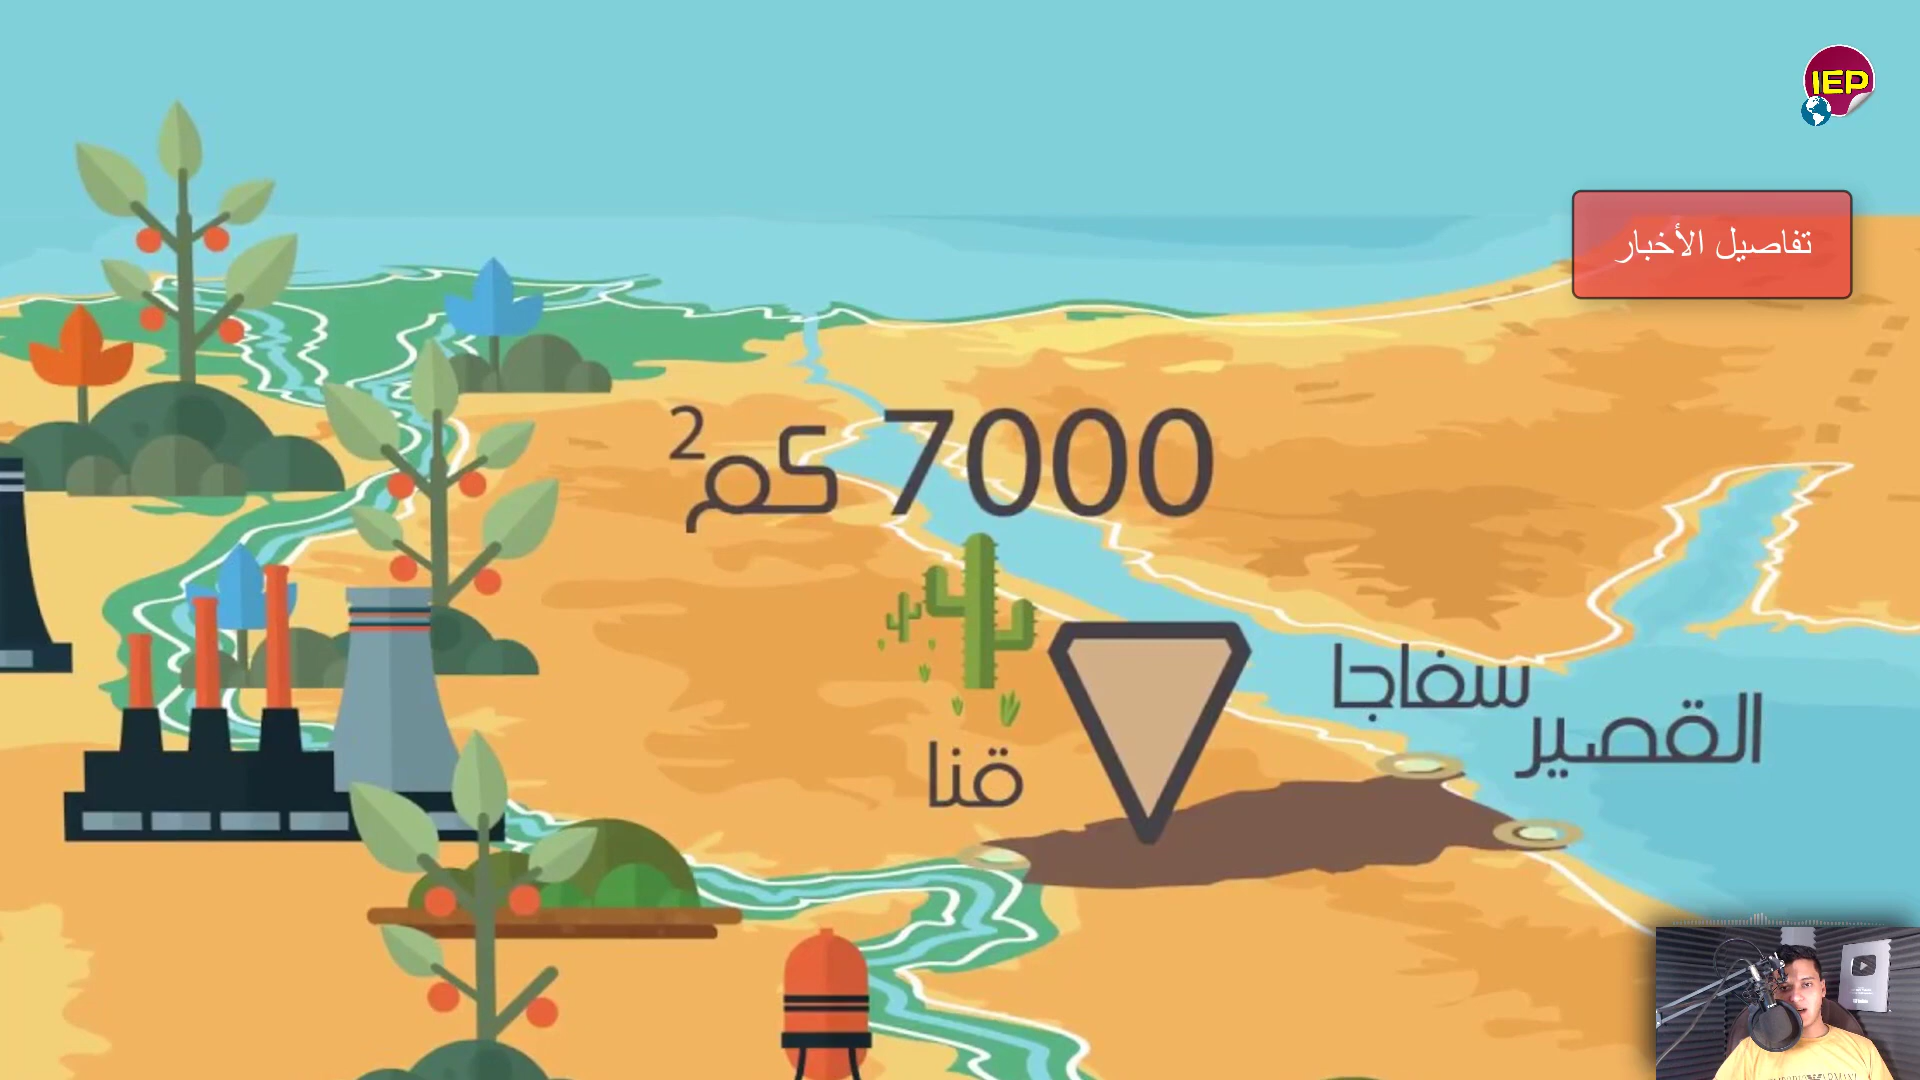 IEP
تفاصيل الأخبار
7000 كم2
سفاجا
القصير
قنا